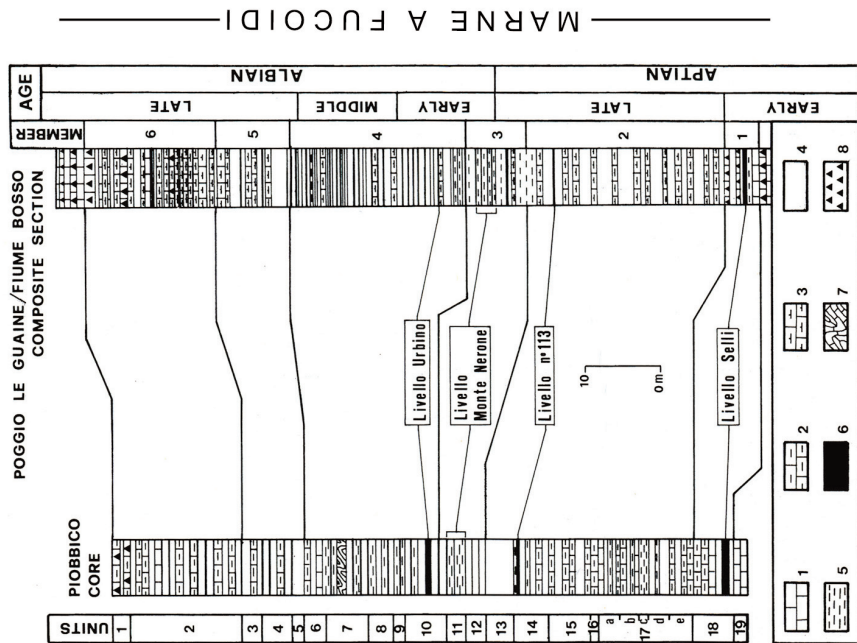 MARNE A FUCOIDI
POGGIO LE GUAINE/FIUME BOSSO
COMPOSITE SECTION
PIOBBICO
CORE
UNITS
1
2
3
4
5
6
7
8
9
10
11
12
13
14
15
16
17
a
b
c
d
e
18
19
MEMBER
6
5
4
3
2
1
AGE
ALBIAN
APTIAN
LATE
MIDDLE
EARLY
LATE
EARLY
Livello Urbino
Livello
Monte Nerone
Livello n°113
Livello Selli
10
0m
1
2
3
4
5
6
7
8